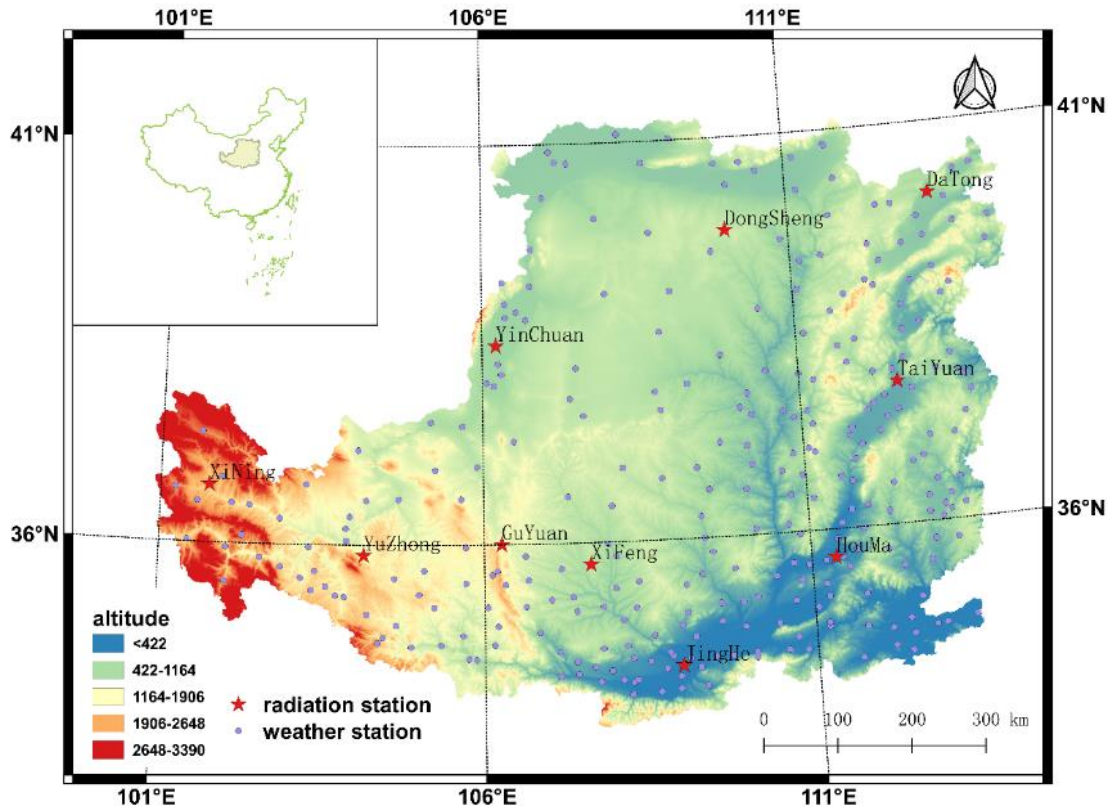 101°E 106°E 111°E
41°N 41°N
DaTong
DongSheng
YinChuan
TaiYuan
XiNing
36°N 36°N
GuYuan
YuZhong
XiFeng
HouMa
JingHe
altitude
<422
422-1164
1164-1906
1906-2648
2648-3390
radiation station
weather station
0 100 200 300 km
101°E 106°E 111°E